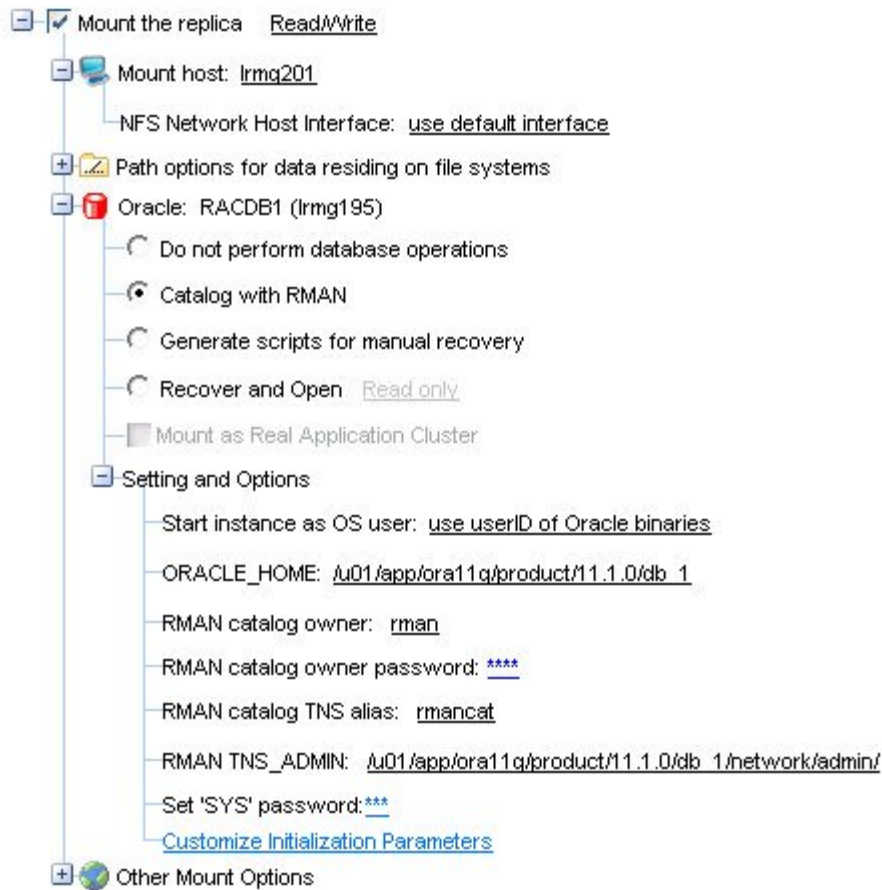 Mount the replica Read/Write
Mount host: lrmg201
NFS Network Host Interface: use default interface
Path options for data residing on file systems
Oracle: RACDB1 (lrmg195)
Do not perform database operations
Catalog with RMAN
Generate scripts for manual recovery
Recover and Open Read only
Mount as Real Application Cluster
Setting and Options
Start instance as OS user: use userID of Oracle binaries
ORACLE_HOME: /u01/app/ora11g/product/11.1.0/db_1
RMAN catalog owner: rman
RMAN catalog owner password: ****
RMAN catalog TNS alias: rmancat
RMAN TNS_ADMIN: /u01/app/ora11g/product/11.1.0/db_1/network/admin/
Set 'SYS' password:***
Customize Initialization Parameters
Other Mount Options